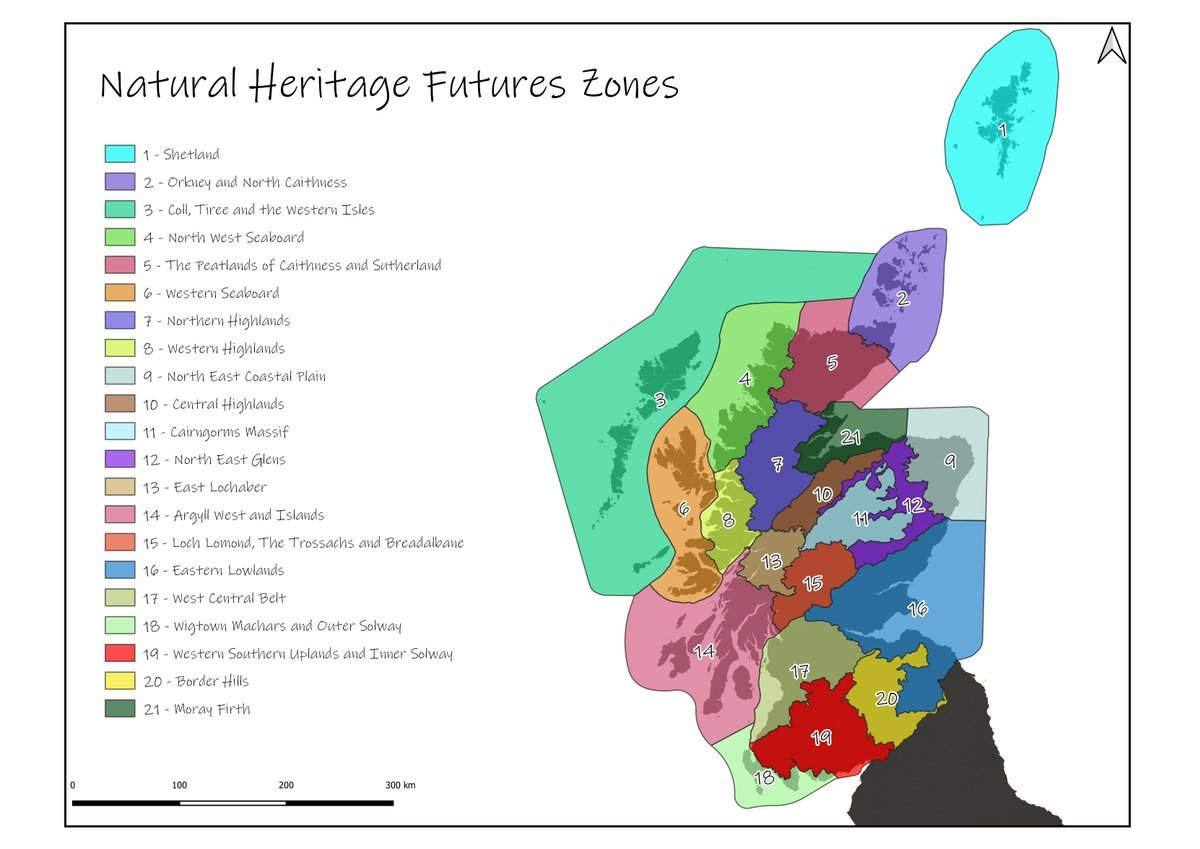 Natural Heritage Futures Zones
1 - Shetland
2 - Orkney and North Caithness
3 - Coll, Tiree and the Western Isles
4 - North West Seaboard
5 - The Peatlands of Caithness and Sutherland
6 - Western Seaboard
7 - Northern Highlands
8 - Western Highlands
9 - North East Coastal Plain
10 - Central Highlands
11 - Cairngorms Massif
12 - North East Glens
13 - East Lochaber
14 - Argyll West and Islands
15 - Loch Lomond, The Trossachs and Breadalbane
16 - Eastern Lowlands
17 - West Central Belt
18 - Wigtown Machars and Outer Solway
19 - Western Southern Uplands and Inner Solway
20 - Border Hills
21 - Moray Firth
0 100 200 300 km
1
2
5
4
3
21
9
7
10
12
6
8
11
13
15
16
14
17
20
19
18